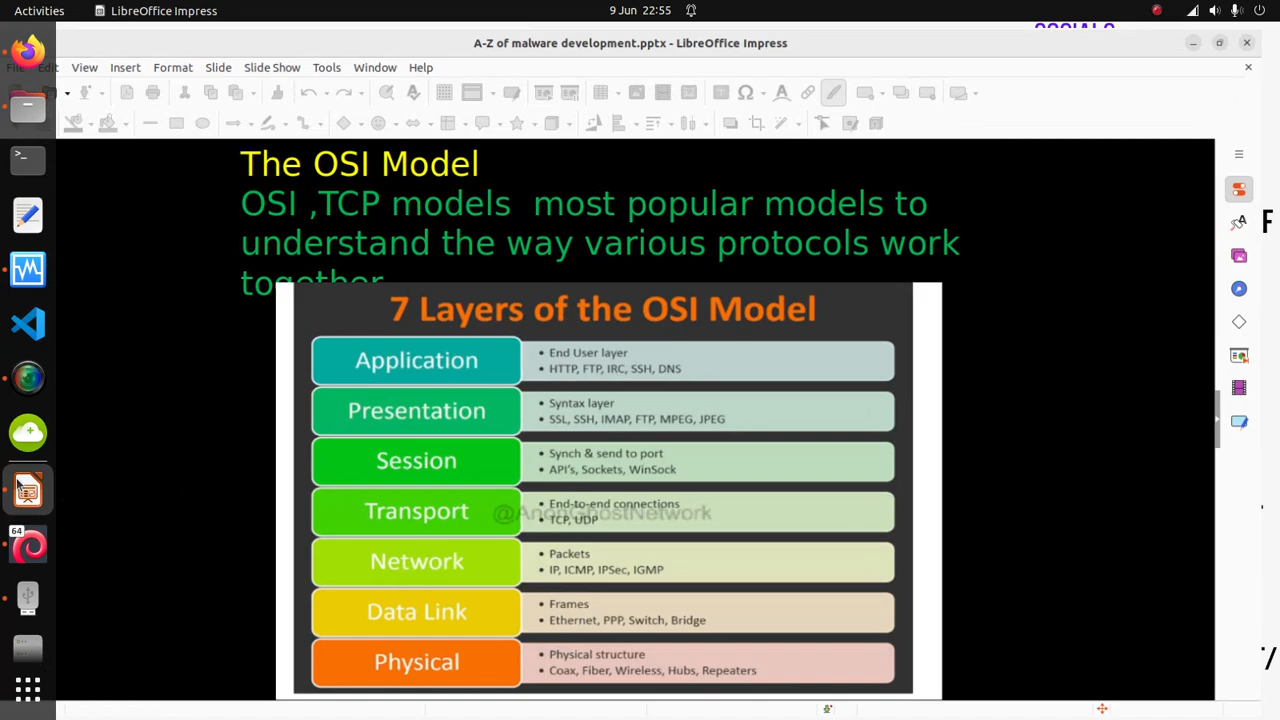 Activities
LibreOffice Impress
9 Jun 22:55
A-Z of malware development.pptx - LibreOffice Impress
File Edit View Insert Format Slide Slide Show Tools Window Help
The OSI Model
OSI ,TCP models most popular models to
understand the way various protocols work
together
7 Layers of the OSI Model
Application
• End User layer
• HTTP, FTP, IRC, SSH, DNS
Presentation
• Syntax layer
• SSL, SSH, IMAP, FTP, MPEG, JPEG
Session
• Synch & send to port
• API's, Sockets, WinSock
Transport
• End-to-end connections
• TCP, UDP
@AnonGhostNetwork
Network
• Packets
• IP, ICMP, IPSec, IGMP
Data Link
• Frames
• Ethernet, PPP, Switch, Bridge
Physical
• Physical structure
• Coax, Fiber, Wireless, Hubs, Repeaters
64